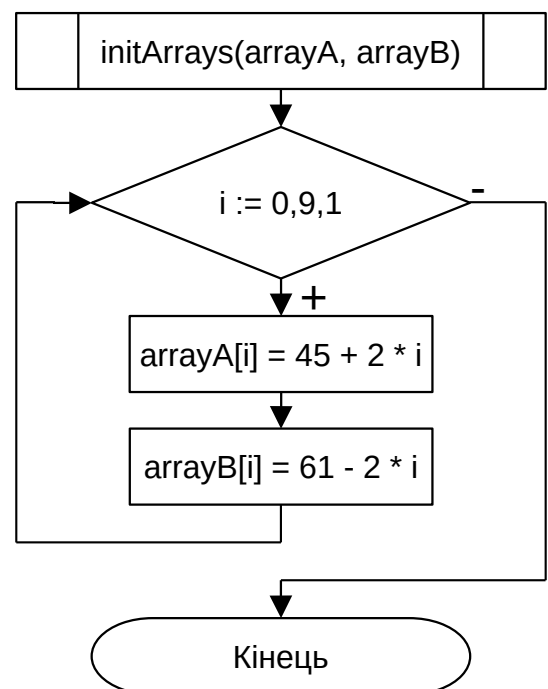 initArrays(arrayA, arrayB)
i := 0,9,1
-
+
arrayA[i] = 45 + 2 * i
arrayB[i] = 61 - 2 * i
Кінець